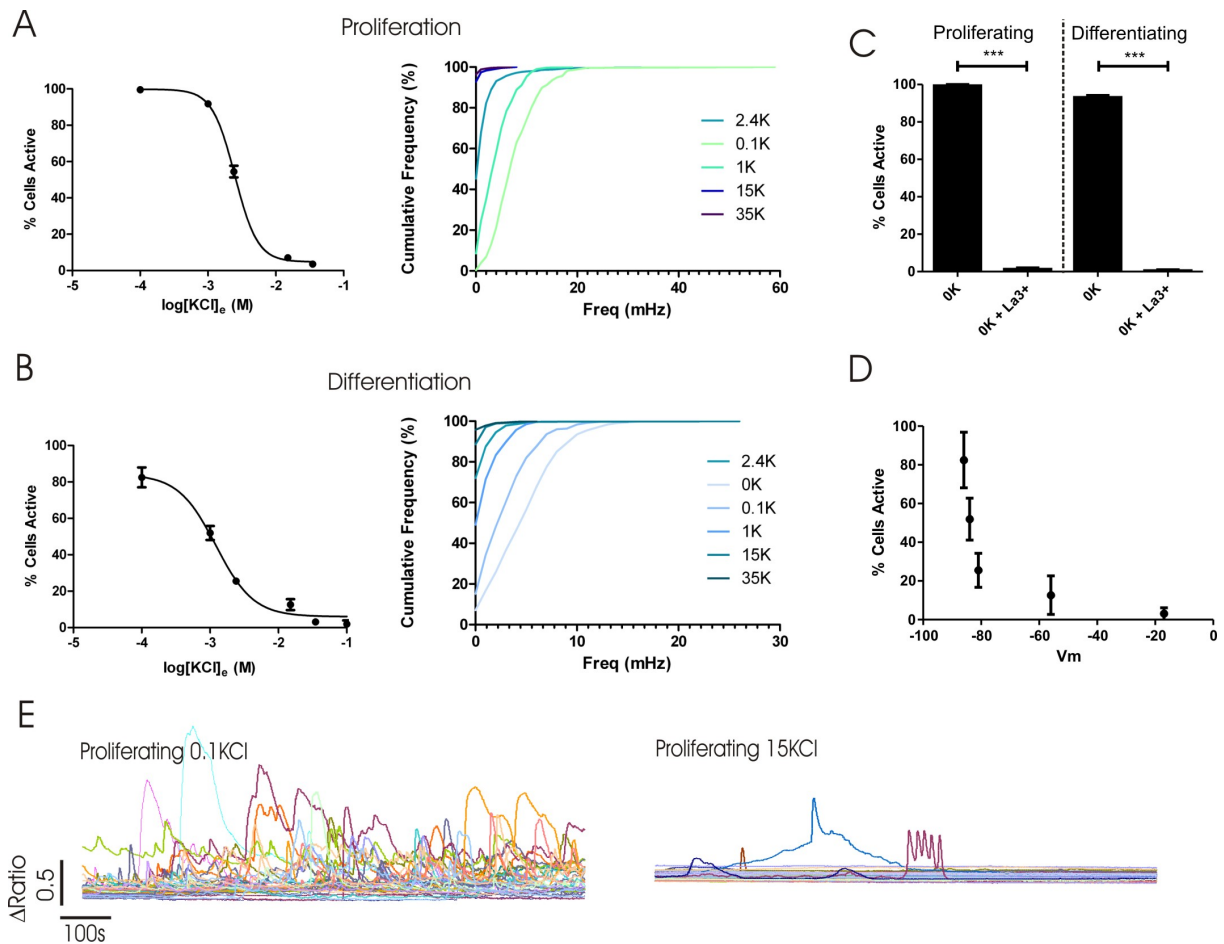 A
Proliferation
% Cells Active
100
80
60
40
20
0
-5
-4
-3
-2
-1
log[KCl]e (M)
Cumulative Frequency (%)
100
80
60
40
20
0
0
20
40
60
Freq (mHz)
2.4K
0.1K
1K
15K
35K
C
Proliferating
Differentiating
***
***
% Cells Active
100
80
60
40
20
0
0K
0K + La3+
0K
0K + La3+
B
Differentiation
% Cells Active
100
80
60
40
20
0
-5
-4
-3
-2
-1
log[KCl]e (M)
Cumulative Frequency (%)
100
80
60
40
20
0
0
10
20
30
Freq (mHz)
2.4K
0K
0.1K
1K
15K
35K
D
% Cells Active
100
80
60
40
20
0
-100
-80
-60
-40
-20
0
Vm
E
Proliferating 0.1KCl
Proliferating 15KCl
ΔRatio
0.5
100s